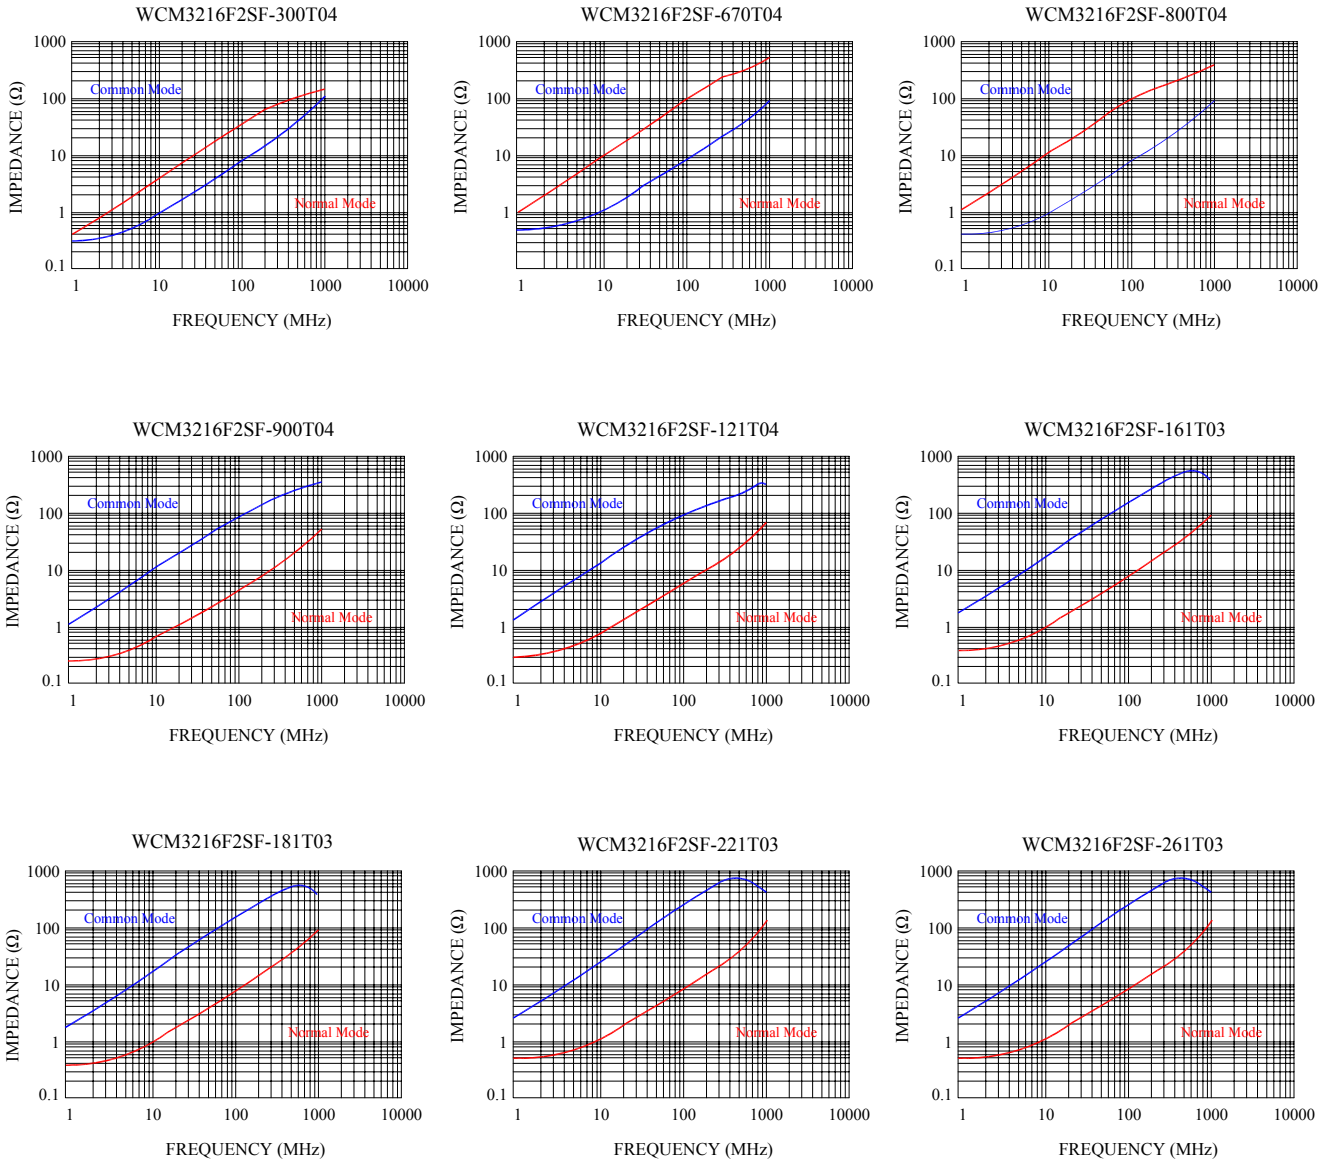 WCM3216F2SF-300T04
IMPEDANCE (Ω)
1000
100
10
1
0.1
Common Mode
Normal Mode
1 10 100 1000 10000
FREQUENCY (MHz)
WCM3216F2SF-670T04
IMPEDANCE (Ω)
1000
100
10
1
0.1
Common Mode
Normal Mode
1 10 100 1000 10000
FREQUENCY (MHz)
WCM3216F2SF-800T04
IMPEDANCE (Ω)
1000
100
10
1
0.1
Common Mode
Normal Mode
1 10 100 1000 10000
FREQUENCY (MHz)
WCM3216F2SF-900T04
IMPEDANCE (Ω)
1000
100
10
1
0.1
Common Mode
Normal Mode
1 10 100 1000 10000
FREQUENCY (MHz)
WCM3216F2SF-121T04
IMPEDANCE (Ω)
1000
100
10
1
0.1
Common Mode
Normal Mode
1 10 100 1000 10000
FREQUENCY (MHz)
WCM3216F2SF-161T03
IMPEDANCE (Ω)
1000
100
10
1
0.1
Common Mode
Normal Mode
1 10 100 1000 10000
FREQUENCY (MHz)
WCM3216F2SF-181T03
IMPEDANCE (Ω)
1000
100
10
1
0.1
Common Mode
Normal Mode
1 10 100 1000 10000
FREQUENCY (MHz)
WCM3216F2SF-221T03
IMPEDANCE (Ω)
1000
100
10
1
0.1
Common Mode
Normal Mode
1 10 100 1000 10000
FREQUENCY (MHz)
WCM3216F2SF-261T03
IMPEDANCE (Ω)
1000
100
10
1
0.1
Common Mode
Normal Mode
1 10 100 1000 10000
FREQUENCY (MHz)